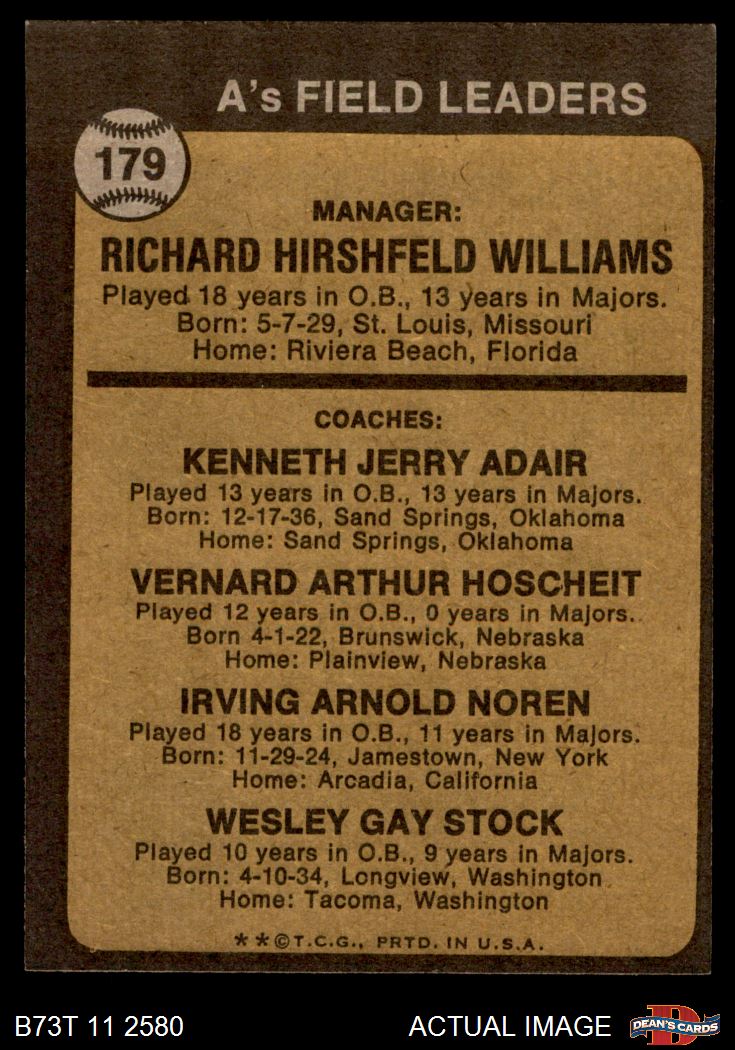 A's FIELD LEADERS
179
MANAGER:
RICHARD HIRSHFELD WILLIAMS
Played 18 years in O.B., 13 years in Majors.
Born: 5-7-29, St. Louis, Missouri
Home: Riviera Beach, Florida
COACHES:
KENNETH JERRY ADAIR
Played 13 years in O.B., 13 years in Majors.
Born: 12-17-36, Sand Springs, Oklahoma
Home: Sand Springs, Oklahoma
VERNARD ARTHUR HOSCHEIT
Played 12 years in O.B., 0 years in Majors.
Born 4-1-22, Brunswick, Nebraska
Home: Plainview, Nebraska
IRVING ARNOLD NOREN
Played 18 years in O.B., 11 years in Majors.
Born: 11-29-24, Jamestown, New York
Home: Arcadia, California
WESLEY GAY STOCK
Played 10 years in O.B., 9 years in Majors.
Born: 4-10-34, Longview, Washington
Home: Tacoma, Washington
* * © T.C.G., PRTD. IN U.S.A.
B73T 11 2580 ACTUAL IMAGE D DEAN'S CARDS